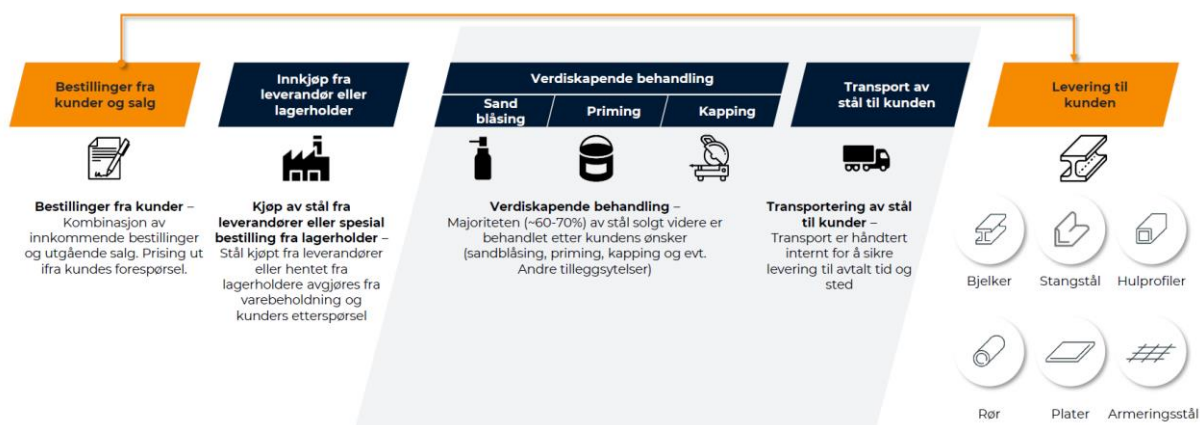 Bestillinger fra
kunder og salg
Innkjøp fra
leverandør eller
lagerholder
Verdiskapende behandling
Sand
blåsing
Priming
Kapping
Transport av
stål til kunden
Levering til
kunden
Bestillinger fra kunder –
Kombinasjon av
innkommende bestillinger
og utgående salg. Prising ut
ifra kundes forespørsel.
Kjøp av stål fra
leverandører eller spesial
bestilling fra lagerholder –
Stål kjøpt fra leverandører
eller hentet fra
lagerholdere avgjøres fra
varebeholdning og
kunders etterspørsel
Verdiskapende behandling –
Majoriteten (~60-70%) av stål solgt videre er
behandlet etter kundens ønsker
(sandblåsing, priming, kapping og evt.
Andre tilleggsytelser)
Transportering av stål
til kunder –
Transport er håndtert
internt for å sikre
levering til avtalt tid og
sted
Bjelker
Stangstål
Hulprofiler
Rør
Plater
Armeringsstål